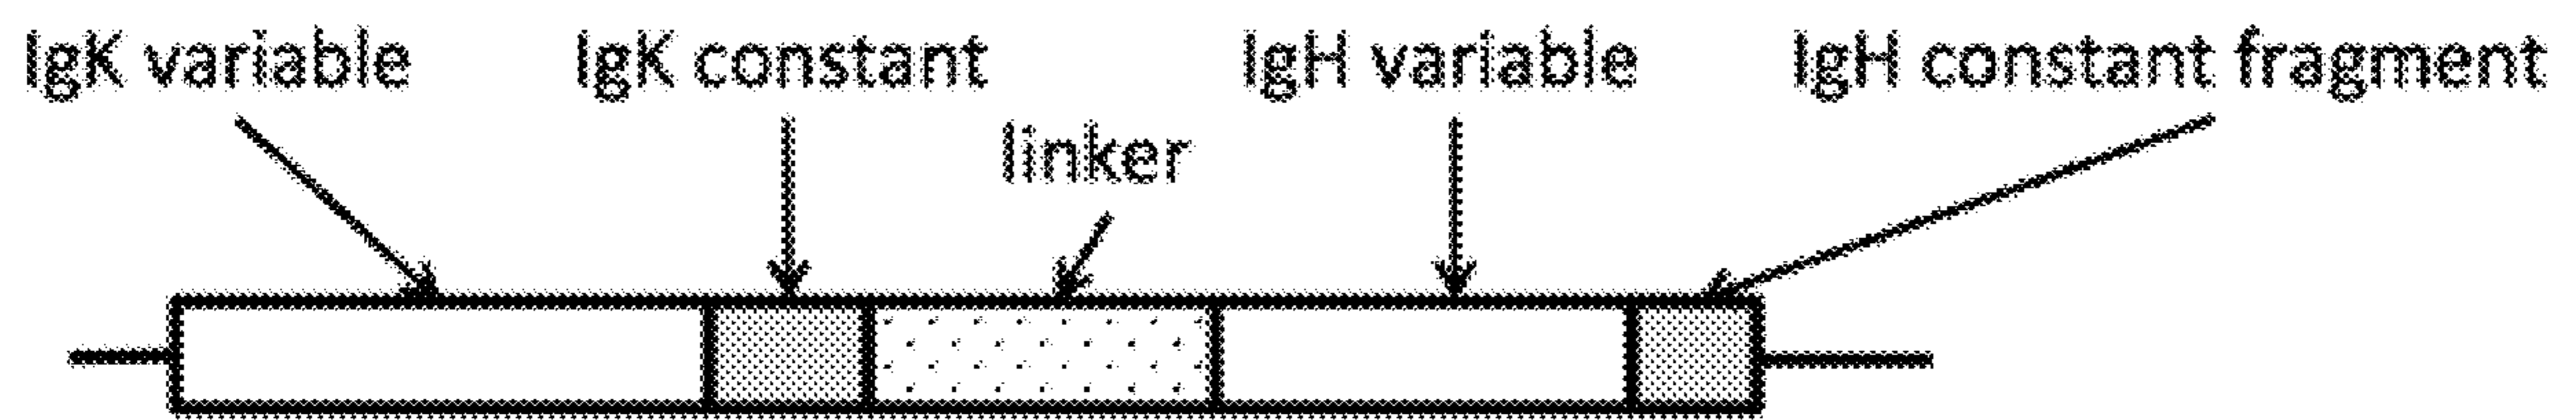 IgK variable
IgK constant
linker
IgH variable
IgH constant fragment